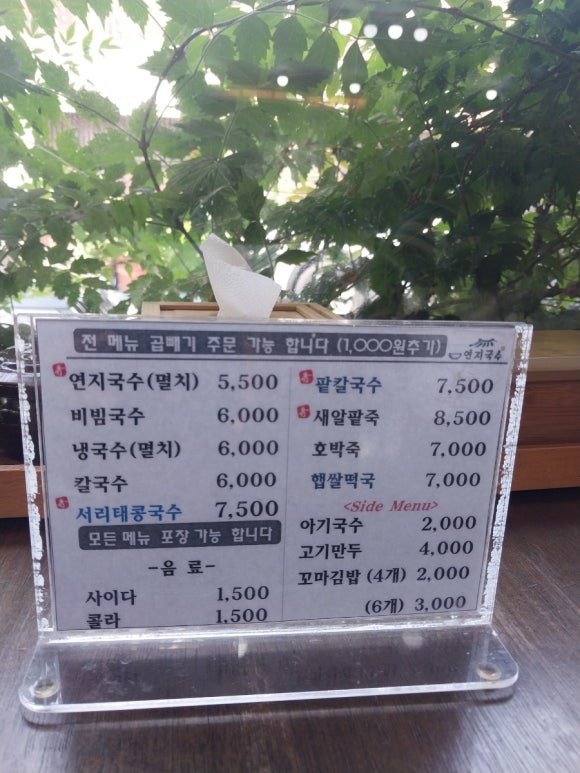 전 메뉴 곱빼기 주문 가능 합니다 (1,000원추가)
연지국수
연지국수(멸치) 5,500
비빔국수 6,000
냉국수(멸치) 6,000
칼국수 6,000
서리태콩국수 7,500
모든메뉴 포장가능 합니다
-음 료-
사이다 1,500
콜라 1,500
팥칼국수 7,500
새알팥죽 8,500
호박죽 7,000
햅쌀떡국 7,000
<Side Menu>
아기국수 2,000
고기만두 4,000
꼬마김밥 (4개) 2,000
(6개) 3,000